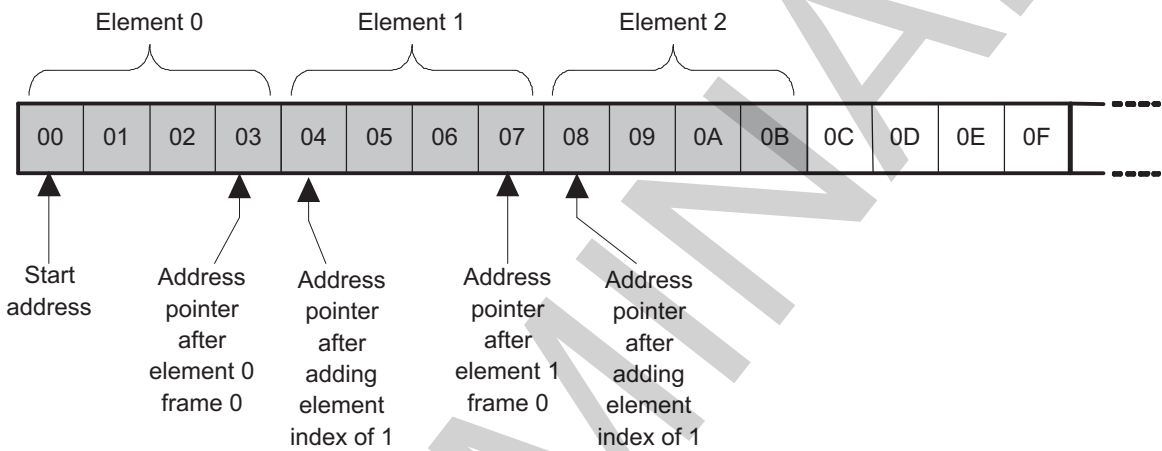 Element 0
Element 1
Element 2
00 01 02 03 04 05 06 07 08 09 0A 0B 0C 0D 0E 0F
Start
address
Address
pointer
after
element 0
frame 0
Address
pointer
after
adding
element
index of 1
Address
pointer
after
element 1
frame 0
Address
pointer
after
adding
element
index of 1
MINA